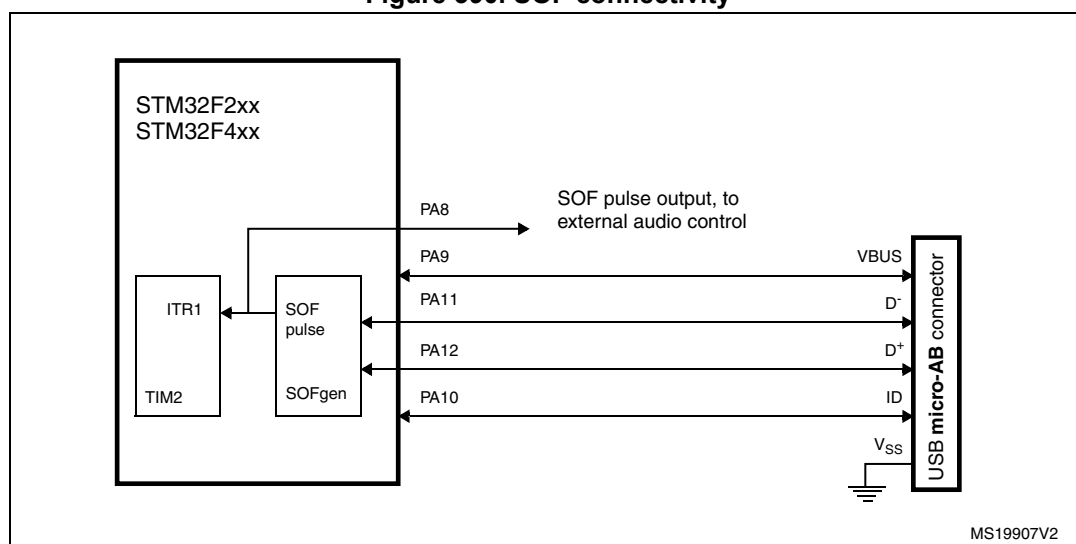 STM32F2xx
STM32F4xx
PA8
SOF pulse output, to
external audio control
PA9
VBUS
ITR1
SOF
pulse
PA11
D-
PA12
D+
TIM2
SOFgen
PA10
ID
VSS
USB micro-AB connector
MS19907V2